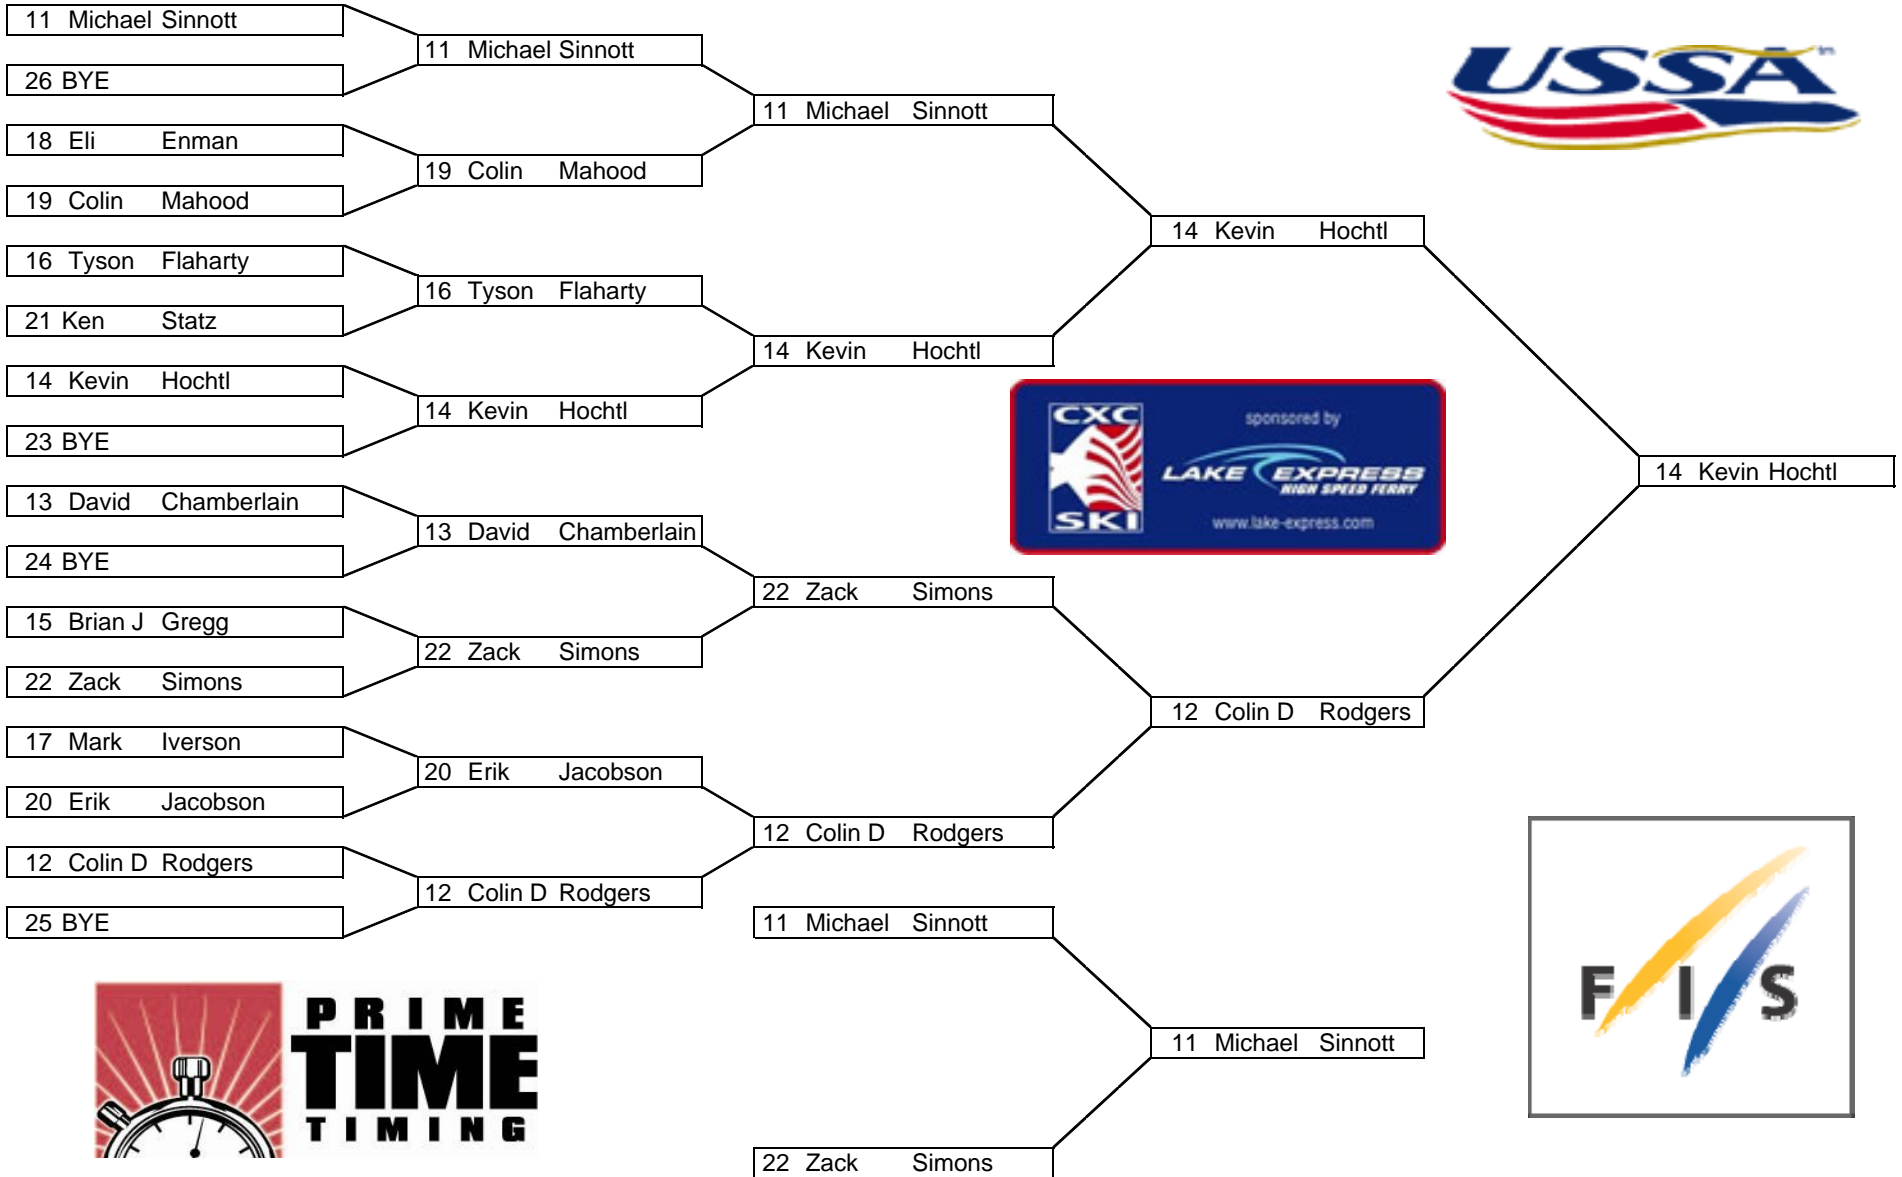 11 Michael Sinnott
26 BYE
18 Eli Enman
19 Colin Mahood
16 Tyson Flaharty
21 Ken Statz
14 Kevin Hochtl
23 BYE
13 David Chamberlain
24 BYE
15 Brian J Gregg
22 Zack Simons
17 Mark Iverson
20 Erik Jacobson
12 Colin D Rodgers
25 BYE
11 Michael Sinnott
19 Colin Mahood
16 Tyson Flaharty
14 Kevin Hochtl
13 David Chamberlain
22 Zack Simons
20 Erik Jacobson
12 Colin D Rodgers
11 Michael Sinnott
14 Kevin Hochtl
22 Zack Simons
12 Colin D Rodgers
14 Kevin Hochtl
12 Colin D Rodgers
14 Kevin Hochtl
11 Michael Sinnott
22 Zack Simons
11 Michael Sinnott
USSA
CXC
SKI
sponsored by
LAKE EXPRESS
HIGH SPEED FERRY
www.lake-express.com
FIS
PRIME
TIME
TIMING